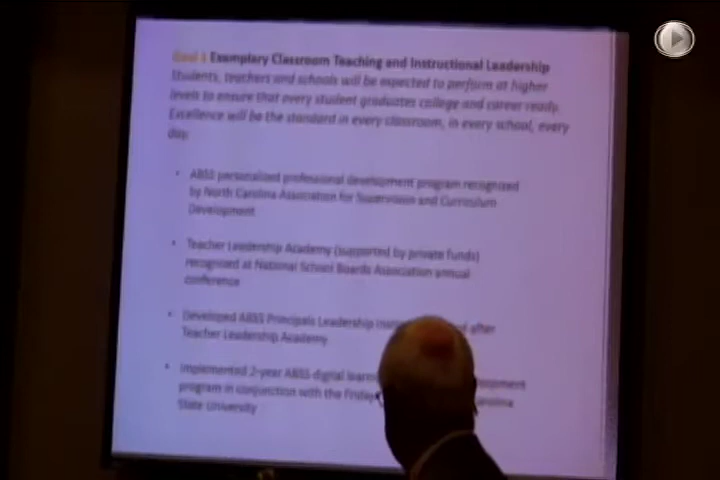 Goal 1 Exemplary Classroom Teaching and Instructional Leadership
Students, teachers and schools will be expected to perform at higher
levels to ensure that every student graduates college and career ready.
Excellence will be the standard in every classroom, in every school, every
day.
• ABSS personalized professional development program recognized
by North Carolina Association for Supervision and Curriculum
Development
• Teacher Leadership Academy (supported by private funds)
recognized at National School Boards Association annual
conference
• Developed ABSS Principals Leadership after
Teacher Leadership Academy
• Implemented 2-year ABSS digital
program in conjunction with the Friday
State University